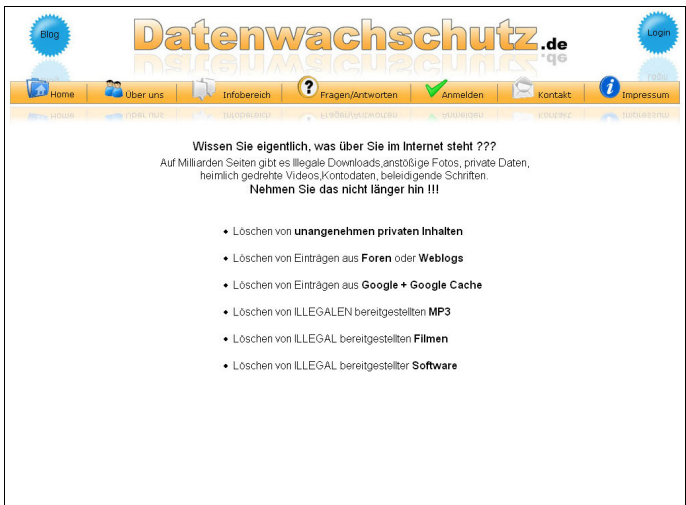 Blog
Datenwachschutz.de
Login
Home Über uns Infobereich Fragen/Antworten Anmelden Kontakt Impressum
Wissen Sie eigentlich, was über Sie im Internet steht ???
Auf Milliarden Seiten gibt es Illegale Downloads,anstößige Fotos, private Daten,
heimlich gedrehte Videos,Kontodaten, beleidigende Schriften.
Nehmen Sie das nicht länger hin !!!
Löschen von unangenehmen privaten Inhalten
Löschen von Einträgen aus Foren oder Weblogs
Löschen von Einträgen aus Google + Google Cache
Löschen von ILLEGALEN bereitgestellten MP3
Löschen von ILLEGAL bereitgestellten Filmen
Löschen von ILLEGAL bereitgestellter Software